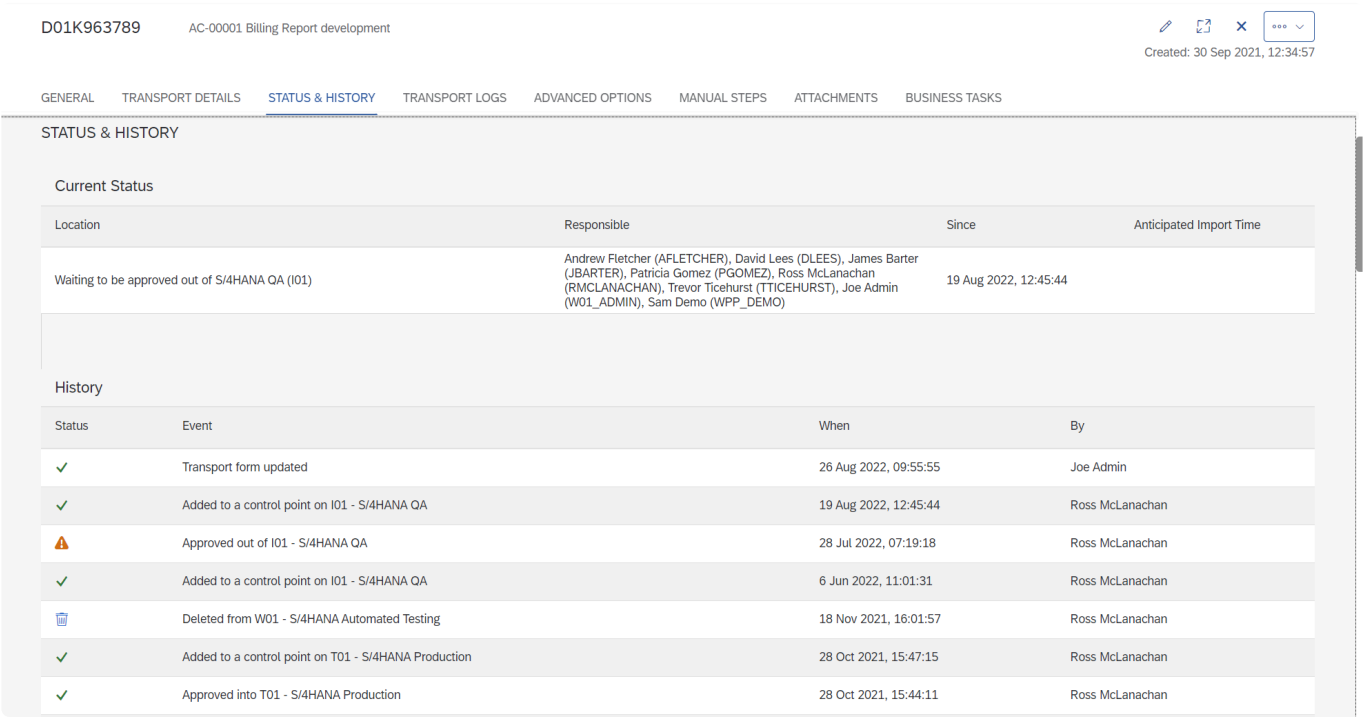 D01K963789 AC-00001 Billing Report development
Created: 30 Sep 2021, 12:34:57
GENERAL TRANSPORT DETAILS STATUS & HISTORY TRANSPORT LOGS ADVANCED OPTIONS MANUAL STEPS ATTACHMENTS BUSINESS TASKS
STATUS & HISTORY
Current Status
Location Responsible Since Anticipated Import Time
Andrew Fletcher (AFLETCHER), David Lees (DLEES), James Barter
(JBARTER), Patricia Gomez (PGOMEZ), Ross McLanachan
Waiting to be approved out of S/4HANA QA (I01) 19 Aug 2022, 12:45:44
(RMCLANACHAN), Trevor Ticehurst (TTICEHURST), Joe Admin
(W01_ADMIN), Sam Demo (WPP_DEMO)
History
Status Event When By
Transport form updated 26 Aug 2022, 09:55:55 Joe Admin
Added to a control point on I01 - S/4HANA QA 19 Aug 2022, 12:45:44 Ross McLanachan
Approved out of I01 - S/4HANA QA 28 Jul 2022, 07:19:18 Ross McLanachan
Added to a control point on I01 - S/4HANA QA 6 Jun 2022, 11:01:31 Ross McLanachan
Deleted from W01 - S/4HANA Automated Testing 18 Nov 2021, 16:01:57 Ross McLanachan
Added to a control point on T01 - S/4HANA Production 28 Oct 2021, 15:47:15 Ross McLanachan
Approved into T01 - S/4HANA Production 28 Oct 2021, 15:44:11 Ross McLanachan